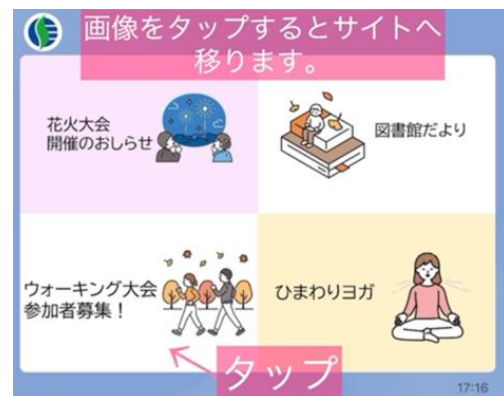 画像をタップするとサイトへ
移ります。
花火大会
開催のおしらせ
図書館だより
ウォーキング大会
参加者募集！
ひまわりヨガ
タップ
17:16